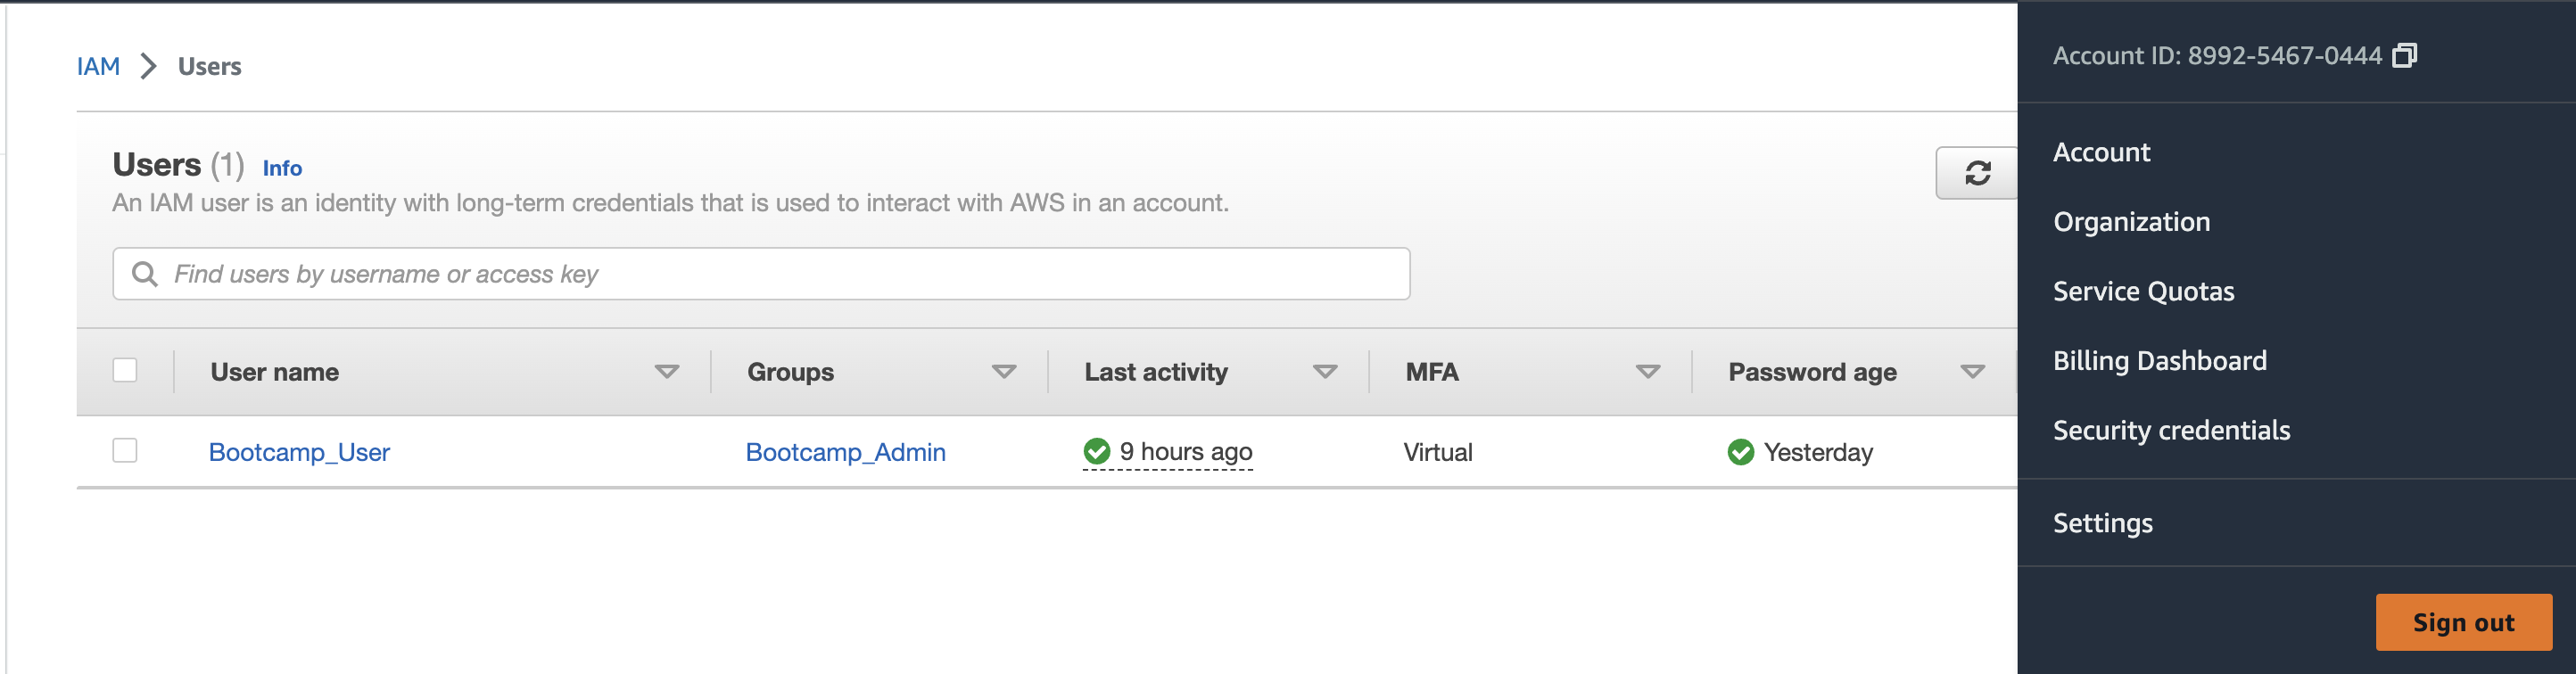 IAM > Users
Users (1) Info
An IAM user is an identity with long-term credentials that is used to interact with AWS in an account.
Find users by username or access key
User name Groups Last activity MFA Password age
Bootcamp_User Bootcamp_Admin 9 hours ago Virtual Yesterday
Account ID: 8992-5467-0444
Account
Organization
Service Quotas
Billing Dashboard
Security credentials
Settings
Sign out